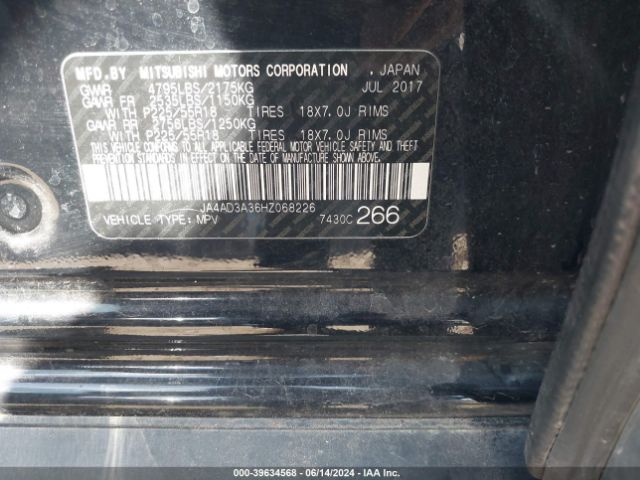 MFD.BY MITSUBISHI MOTORS CORPORATION . JAPAN
GVWR 4795LBS/2175KG JUL 2017
GAWR FR 2535LBS/1150KG
WITH P225/55R18 TIRES 18X7.0J RIMS
GAWR RR 2756LBS/1250KG
WITH P225/55R18 TIRES 18X7.0J RIMS
THIS VEHICLE CONFORMS TO ALL APPLICABLE FEDERAL MOTOR VEHICLE SAFETY AND THEFT
PREVENTION STANDARDS IN EFFECT ON THE DATE OF MANUFACTURE SHOWN ABOVE.
JA4AD3A36HZ068226
VEHICLE TYPE: MPV 7430C 266
000-39634568 - 06/14/2024 - IAA Inc.